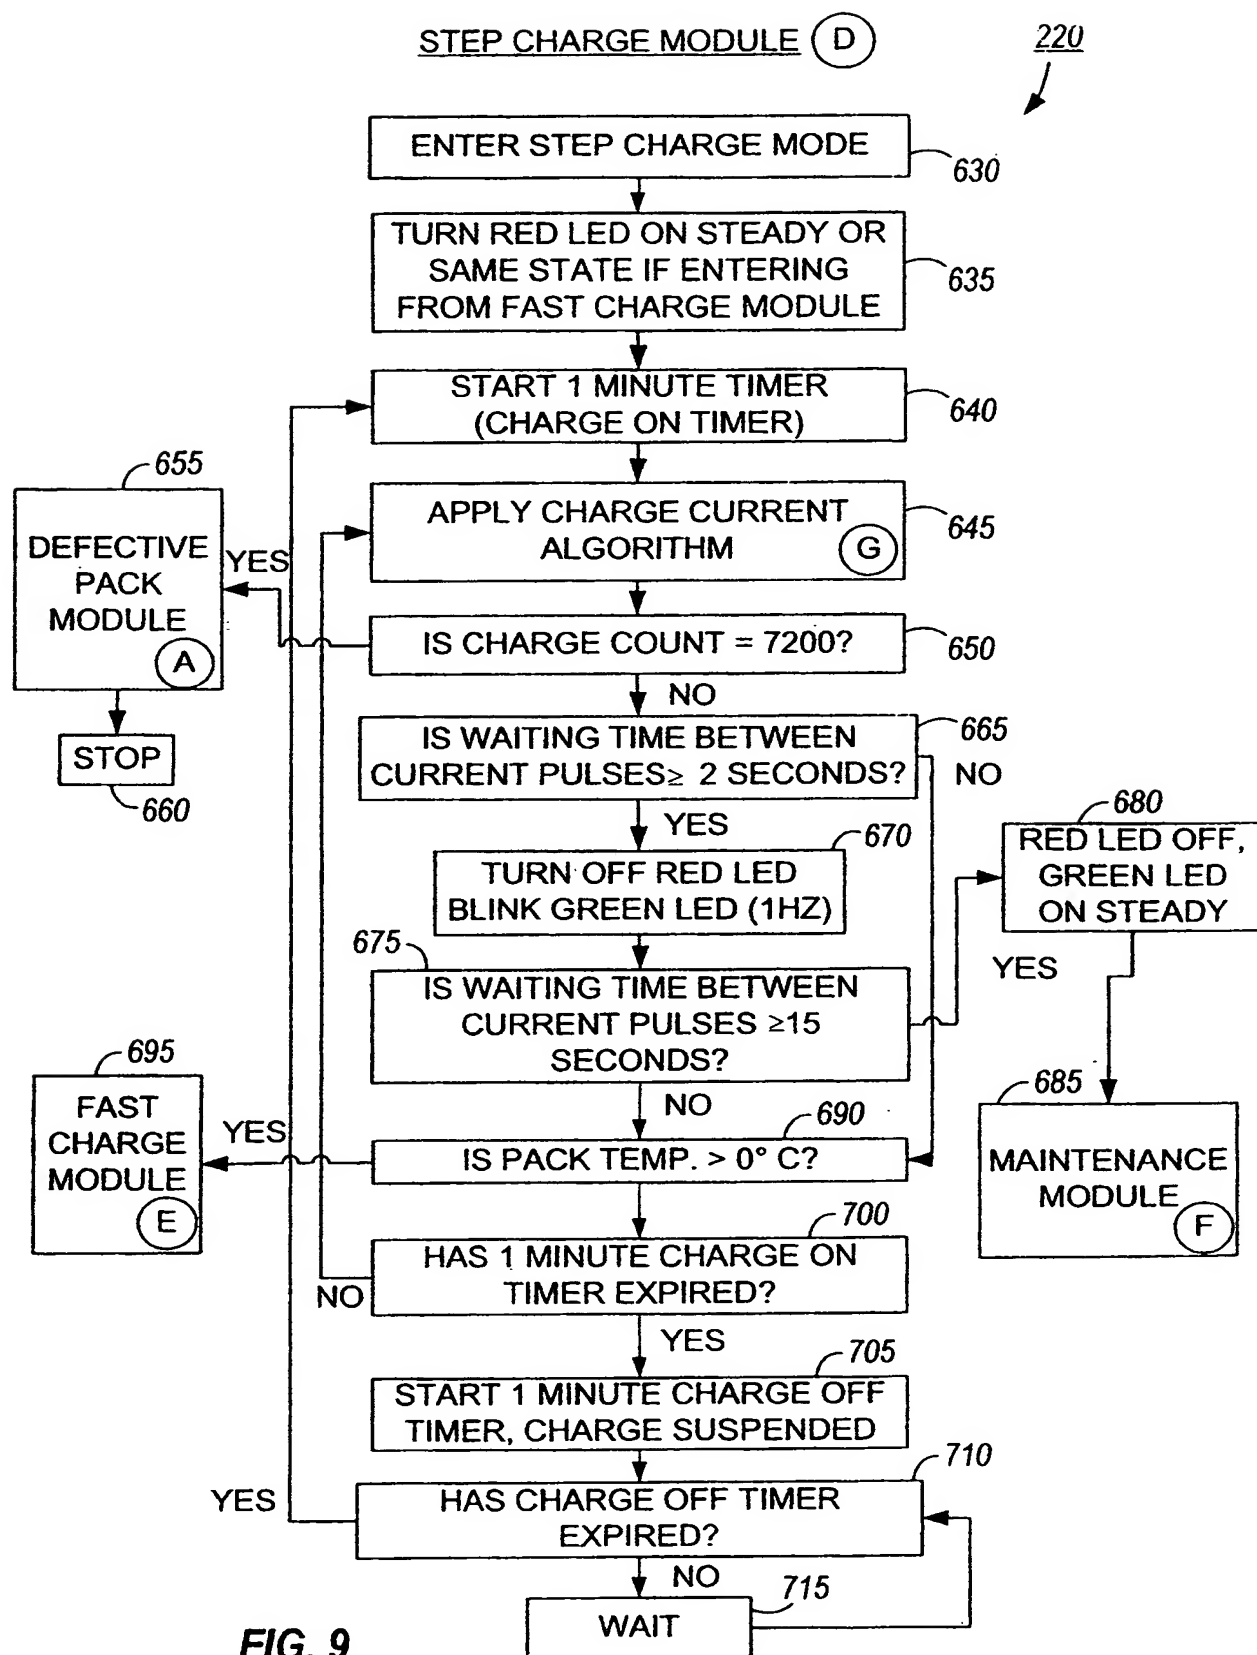 STEP CHARGE MODULE D
220
ENTER STEP CHARGE MODE
630
TURN RED LED ON STEADY OR
SAME STATE IF ENTERING
FROM FAST CHARGE MODULE
635
START 1 MINUTE TIMER
(CHARGE ON TIMER)
640
APPLY CHARGE CURRENT
ALGORITHM
G
645
IS CHARGE COUNT = 7200?
650
YES
655
DEFECTIVE
PACK
MODULE
A
STOP
660
NO
IS WAITING TIME BETWEEN
CURRENT PULSES≥ 2 SECONDS?
665
NO
YES
670
TURN OFF RED LED
BLINK GREEN LED (1HZ)
675
IS WAITING TIME BETWEEN
CURRENT PULSES ≥15
SECONDS?
680
RED LED OFF,
GREEN LED
ON STEADY
YES
685
MAINTENANCE
MODULE
F
NO
690
IS PACK TEMP. > 0° C?
YES
695
FAST
CHARGE
MODULE
E
700
HAS 1 MINUTE CHARGE ON
TIMER EXPIRED?
NO
YES
705
START 1 MINUTE CHARGE OFF
TIMER, CHARGE SUSPENDED
710
HAS CHARGE OFF TIMER
EXPIRED?
YES
NO
715
WAIT
FIG. 9